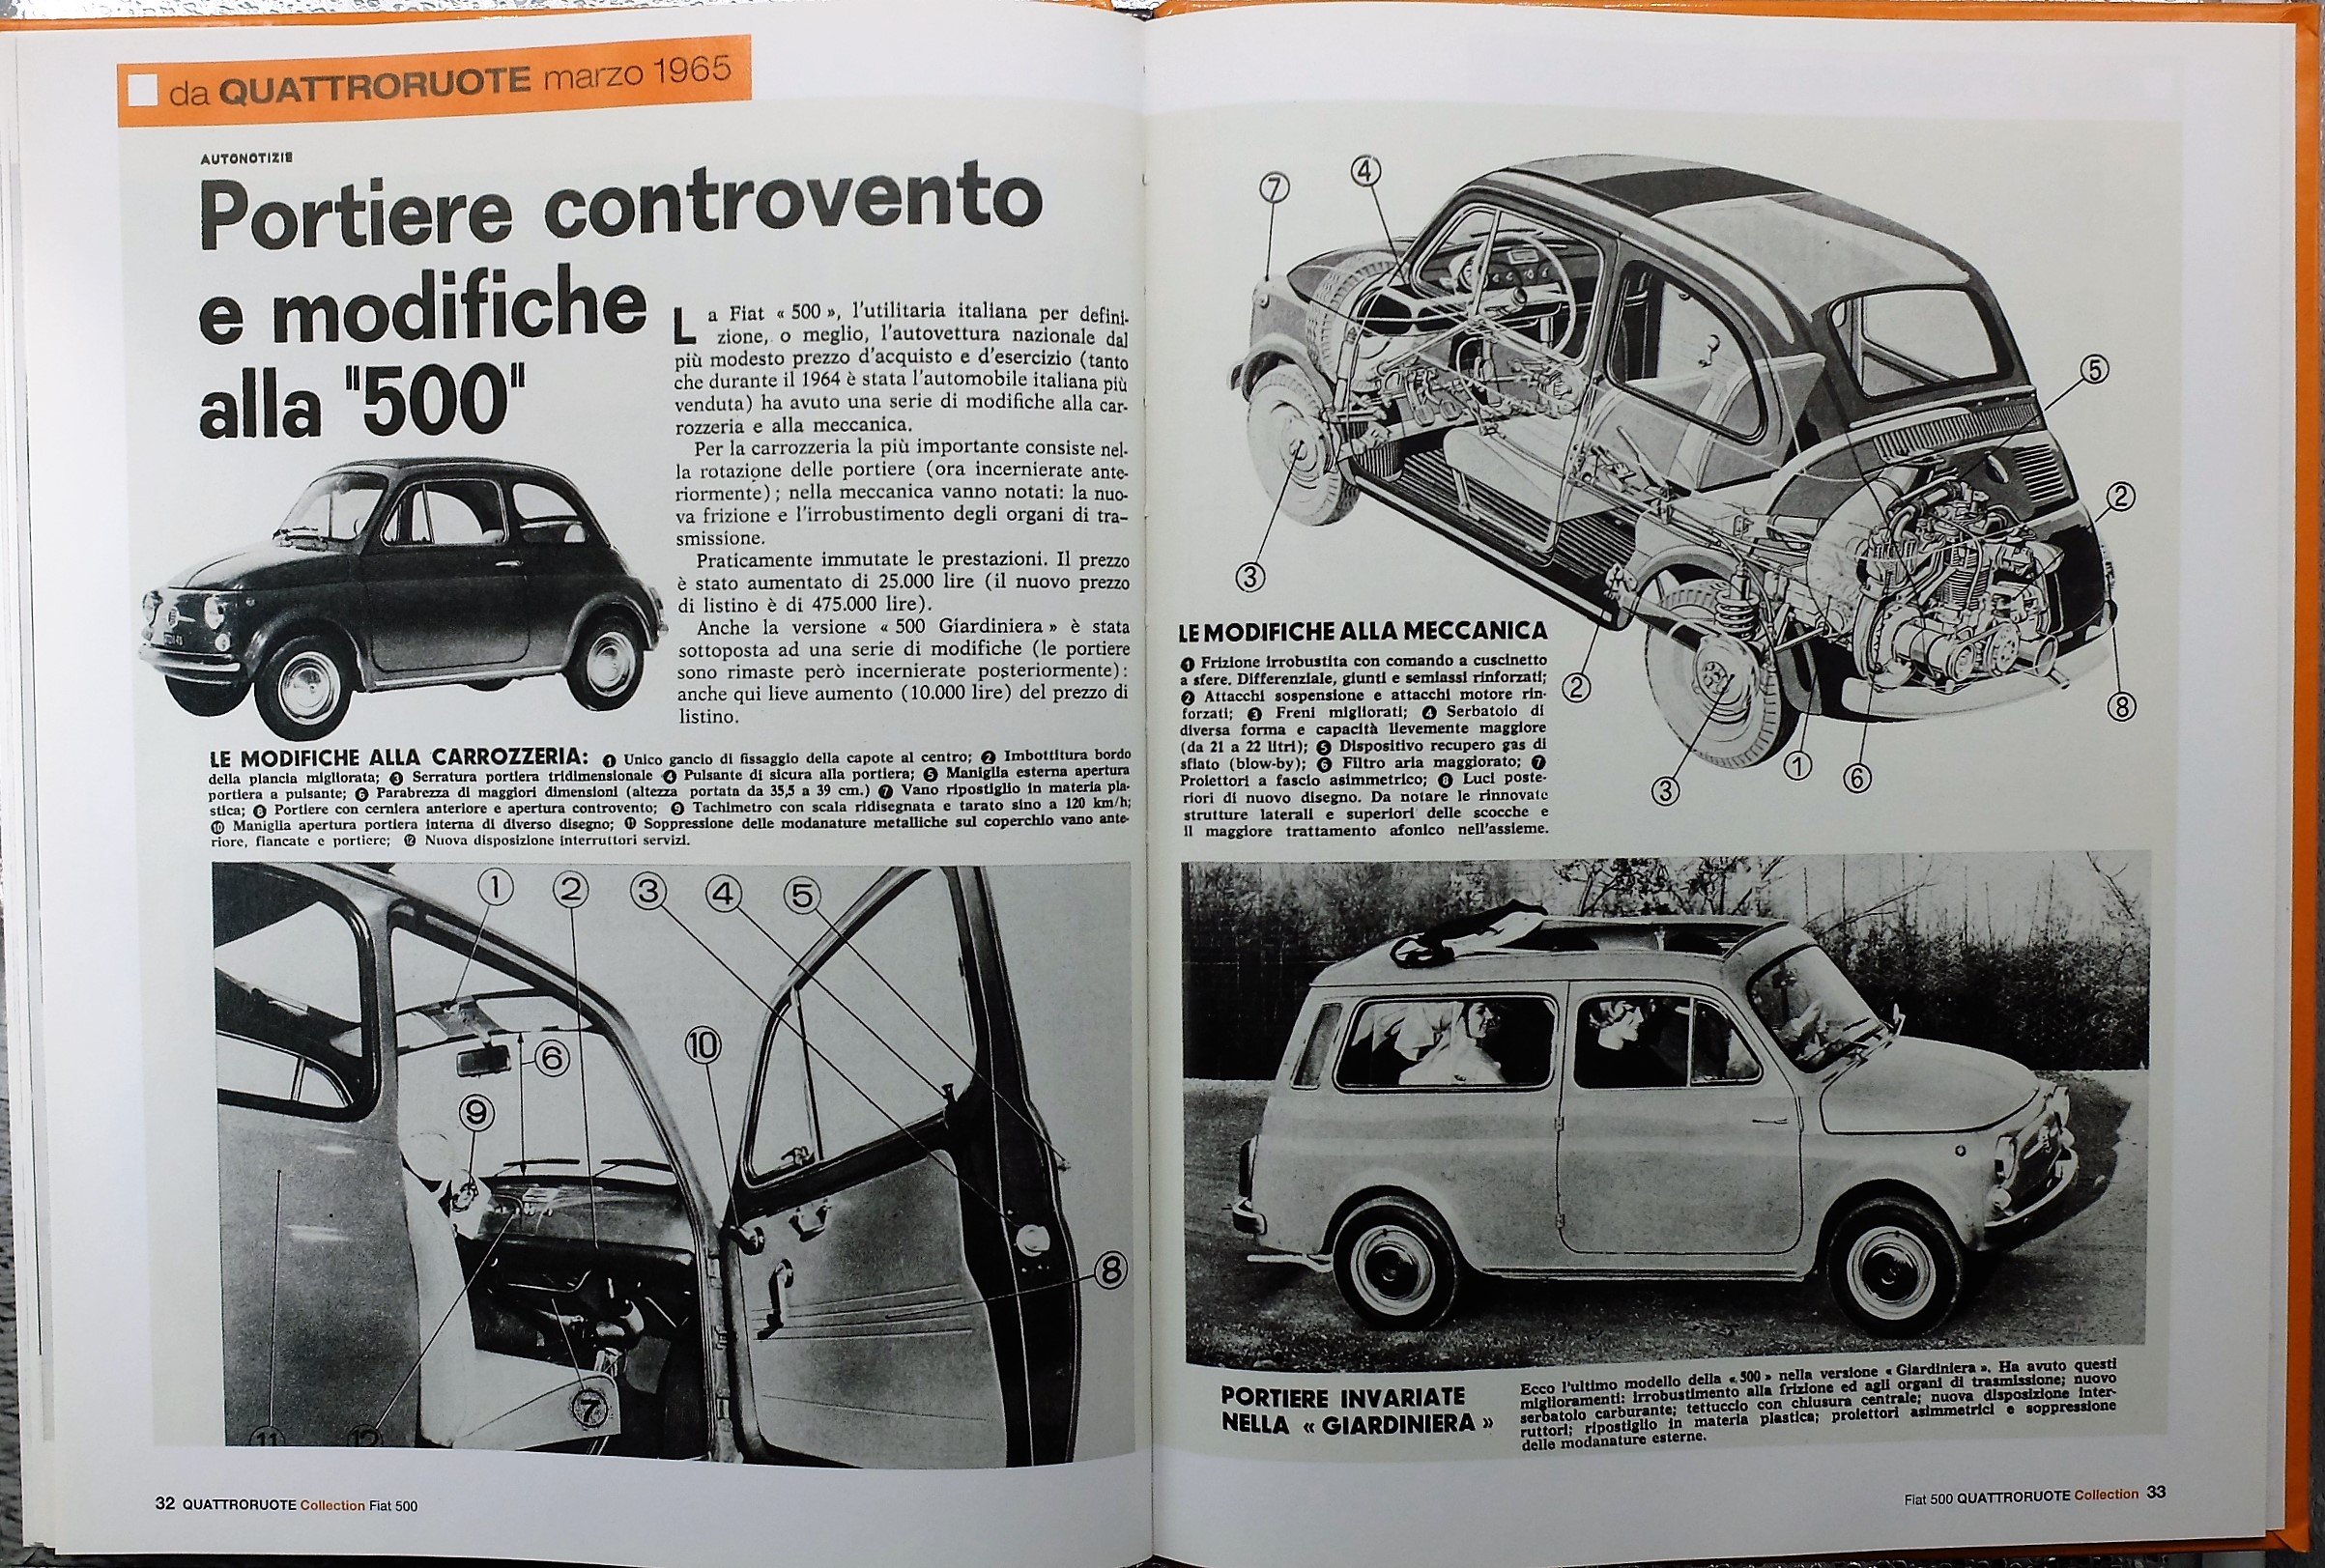 da QUATTRORUOTE marzo 1965
AUTONOTIZIE
Portiere controvento
e modifiche
alla "500"
La Fiat « 500 », l'utilitaria italiana per defini-
zione, o meglio, l'autovettura nazionale dal
più modesto prezzo d'acquisto e d'esercizio (tanto
che durante il 1964 è stata l'automobile italiana più
venduta) ha avuto una serie di modifiche alla car-
rozzeria e alla meccanica.
Per la carrozzeria la più importante consiste nel-
la rotazione delle portiere (ora incernierate ante-
riormente); nella meccanica vanno notati: la nuo-
va frizione e l'irrobustimento degli organi di tra-
smissione.
Praticamente immutate le prestazioni. Il prezzo
è stato aumentato di 25.000 lire (il nuovo prezzo
di listino è di 475.000 lire).
Anche la versione « 500 Giardiniera » è stata
sottoposta ad una serie di modifiche (le portiere
sono rimaste però incernierate posteriormente):
anche qui lieve aumento (10.000 lire) del prezzo di
listino.
LE MODIFICHE ALLA CARROZZERIA: ❶ Unico gancio di fissaggio della capote al centro; ❷ Imbottitura bordo
della plancia migliorata; ❸ Serratura portiera tridimensionale ❹ Pulsante di sicura alla portiera; ❺ Maniglia esterna apertura
portiera a pulsante; ❻ Parabrezza di maggiori dimensioni (altezza portata da 35,5 a 39 cm.) ❼ Vano ripostiglio in materia pla-
stica; ❽ Portiere con cerniera anteriore e apertura controvento; ❾ Tachimetro con scala ridisegnata e tarato sino a 120 km/h;
❿ Maniglia apertura portiera interna di diverso disegno; ⓫ Soppressione delle modanature metalliche sul coperchio vano ante-
riore, fiancate e portiere; ⓬ Nuova disposizione interruttori servizi.
① ② ③ ④ ⑤
⑩
⑥
⑨
⑧
⑦
⑪ ⑫
32 QUATTRORUOTE Collection Fiat 500
④
⑦
⑤
②
③
②
⑧
①
⑥
③
LE MODIFICHE ALLA MECCANICA
❶ Frizione irrobustita con comando a cuscinetto
a sfere. Differenziale, giunti e semiassi rinforzati;
❷ Attacchi sospensione e attacchi motore rin-
forzati; ❸ Freni migliorati; ❹ Serbatoio di
diversa forma e capacità lievemente maggiore
(da 21 a 22 litri); ❺ Dispositivo recupero gas di
sfiato (blow-by); ❻ Filtro aria maggiorato; ❼
Proiettori a fascio asimmetrico; ❽ Luci poste-
riori di nuovo disegno. Da notare le rinnovate
strutture laterali e superiori delle scocche e
il maggiore trattamento afonico nell'assieme.
PORTIERE INVARIATE
NELLA « GIARDINIERA »
Ecco l'ultimo modello della « 500 » nella versione « Giardiniera ». Ha avuto questi
miglioramenti: irrobustimento alla frizione ed agli organi di trasmissione; nuovo
serbatoio carburante; tettuccio con chiusura centrale; nuova disposizione inter-
ruttori; ripostiglio in materia plastica; proiettori asimmetrici e soppressione
delle modanature esterne.
Fiat 500 QUATTRORUOTE Collection 33